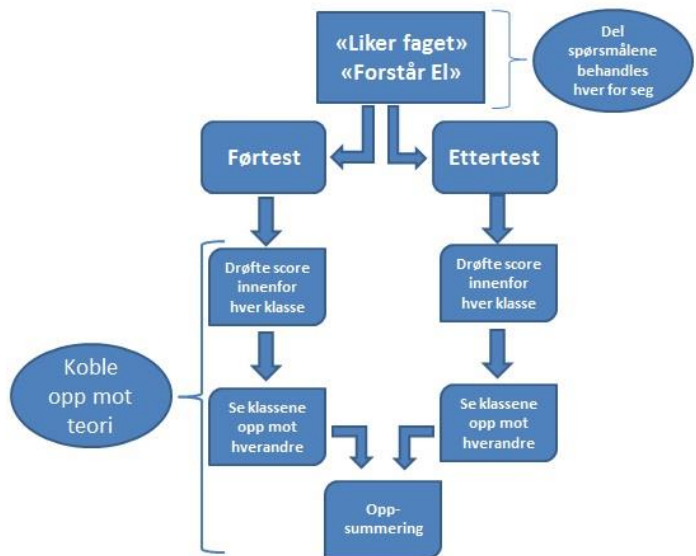 «Liker faget»
«Forstår El»
Del
spørsmålene
behandles
hver for seg
Førtest
Ettertest
Drøfte score
innenfor
hver klasse
Drøfte score
innenfor
hver klasse
Koble
opp mot
teori
Se klassene
opp mot
hverandre
Se klassene
opp mot
hverandre
Opp-
summering